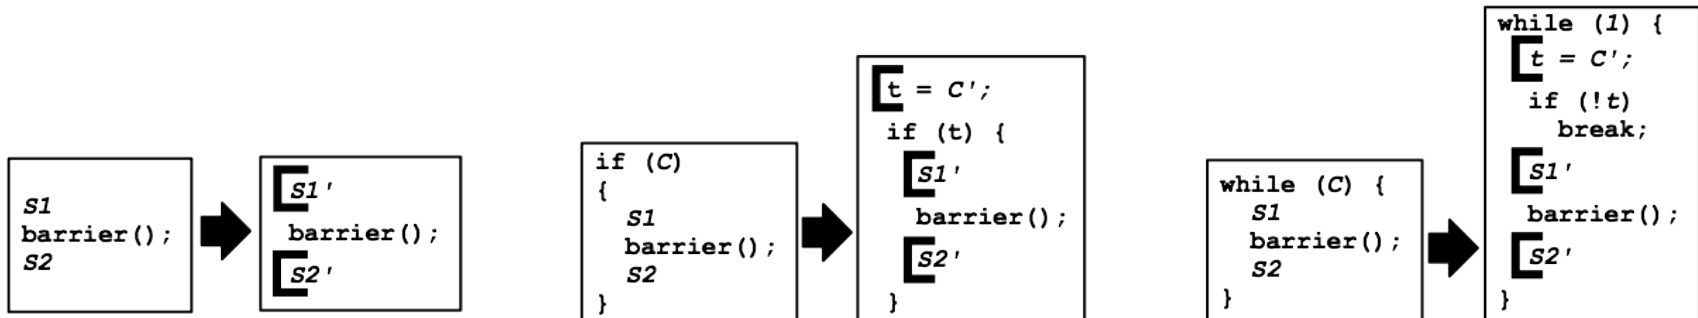 S1
barrier();
S2
S1'
barrier();
S2'
if (C)
{
S1
barrier();
S2
}
t = C';
if (t) {
S1'
barrier();
S2'
}
while (C) {
S1
barrier();
S2
}
while (1) {
t = C';
if (!t)
break;
S1'
barrier();
S2'
}